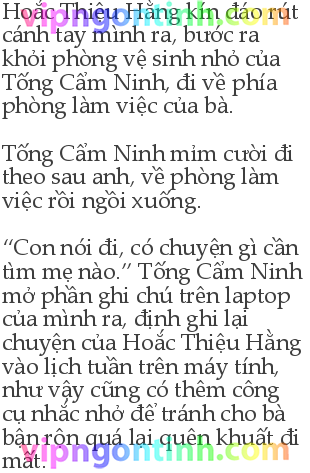 vipngontinh.com
Hoắc Thiệu Hằng kín đáo rút
cánh tay mình ra, bước ra
khỏi phòng vệ sinh nhỏ của
Tống Cẩm Ninh, đi về phía
phòng làm việc của bà.
Tống Cẩm Ninh mỉm cười đi
theo sau anh, về phòng làm
việc rồi ngồi xuống.
“Con nói đi, có chuyện gì cần
tìm mẹ nào.” Tống Cẩm Ninh
mở phần ghi chú trên laptop
của mình ra, định ghi lại
chuyện của Hoắc Thiệu Hằng
vào lịch tuần trên máy tính,
như vậy cũng có thêm công
cụ nhắc nhở để tránh cho bà
bận rộn quá lại quên khuất đi
mất.
vipngontinh.com